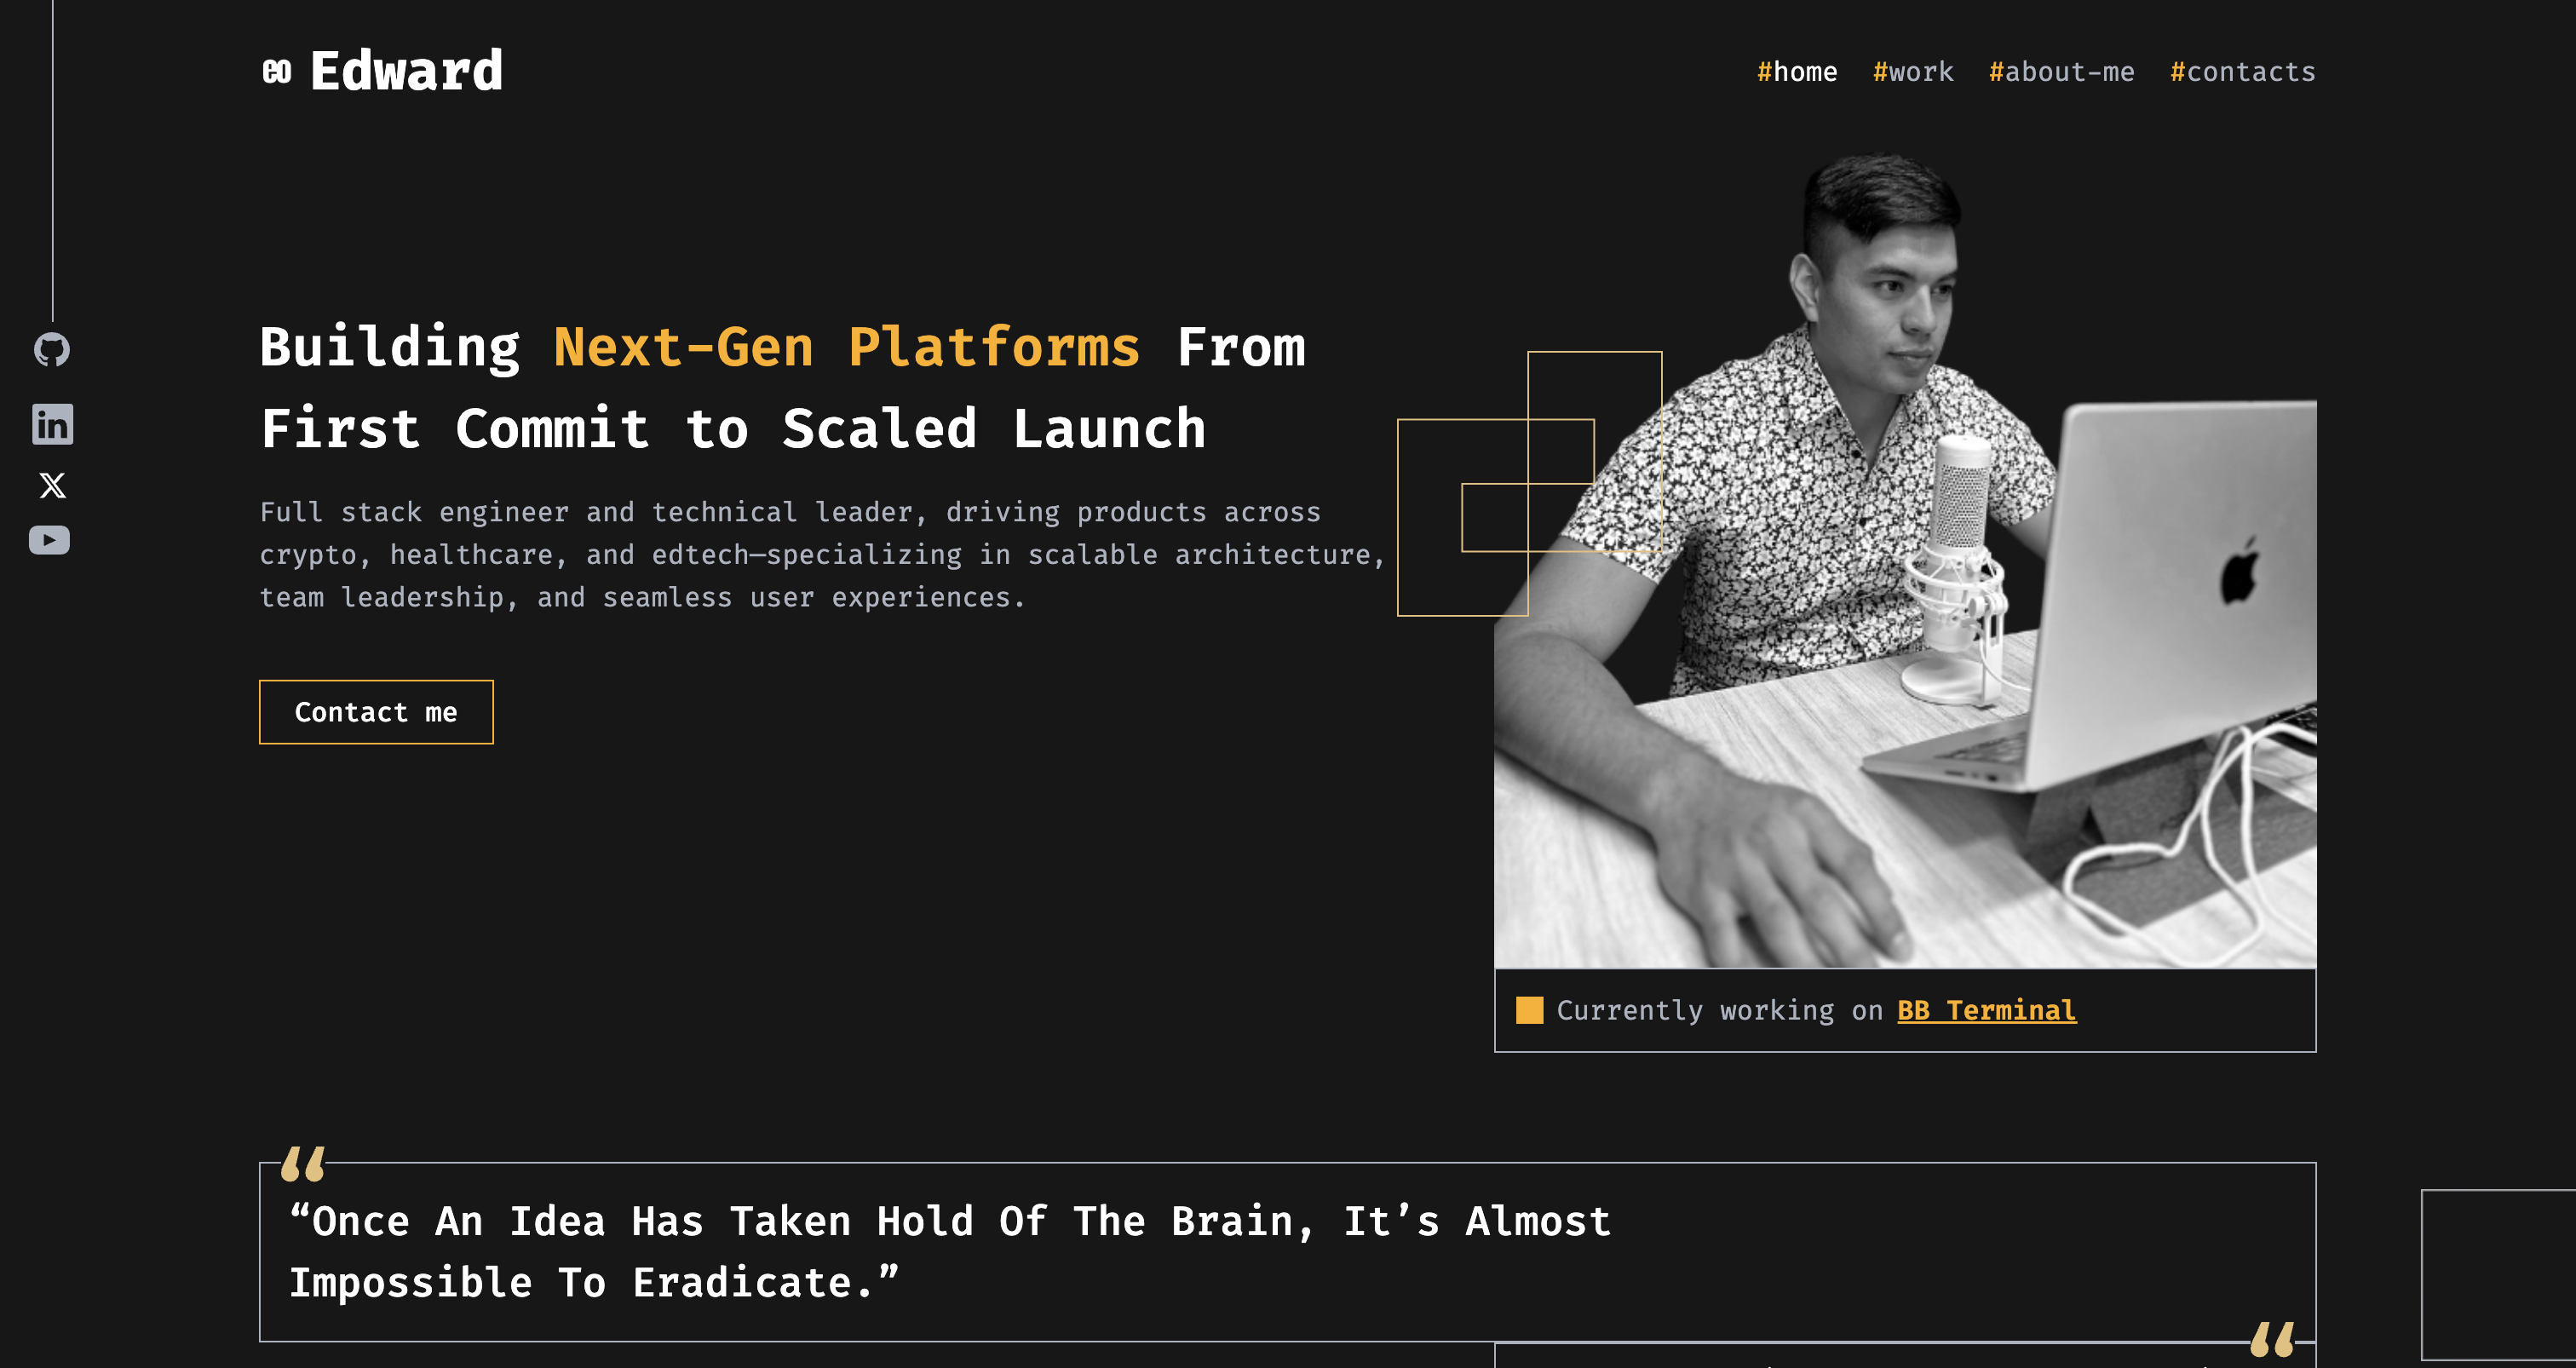 eo Edward
#home #work #about-me #contacts
Building Next-Gen Platforms From
First Commit to Scaled Launch
Full stack engineer and technical leader, driving products across
crypto, healthcare, and edtech—specializing in scalable architecture,
team leadership, and seamless user experiences.
Contact me
Currently working on BB Terminal
“Once An Idea Has Taken Hold Of The Brain, It’s Almost
Impossible To Eradicate.”